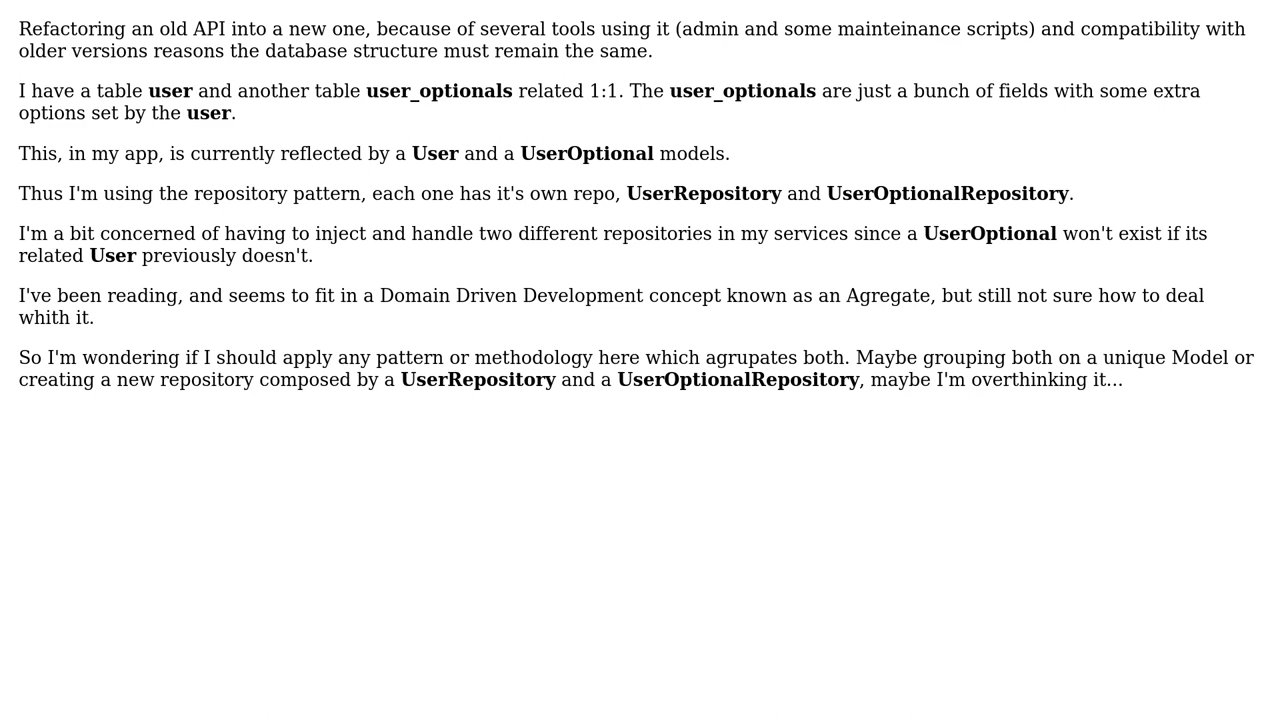 Refactoring an old API into a new one, because of several tools using it (admin and some mainteinance scripts) and compatibility with
older versions reasons the database structure must remain the same.
I have a table user and another table user_optionals related 1:1. The user_optionals are just a bunch of fields with some extra
options set by the user.
This, in my app, is currently reflected by a User and a UserOptional models.
Thus I'm using the repository pattern, each one has it's own repo, UserRepository and UserOptionalRepository.
I'm a bit concerned of having to inject and handle two different repositories in my services since a UserOptional won't exist if its
related User previously doesn't.
I've been reading, and seems to fit in a Domain Driven Development concept known as an Agregate, but still not sure how to deal
whith it.
So I'm wondering if I should apply any pattern or methodology here which agrupates both. Maybe grouping both on a unique Model or
creating a new repository composed by a UserRepository and a UserOptionalRepository, maybe I'm overthinking it...